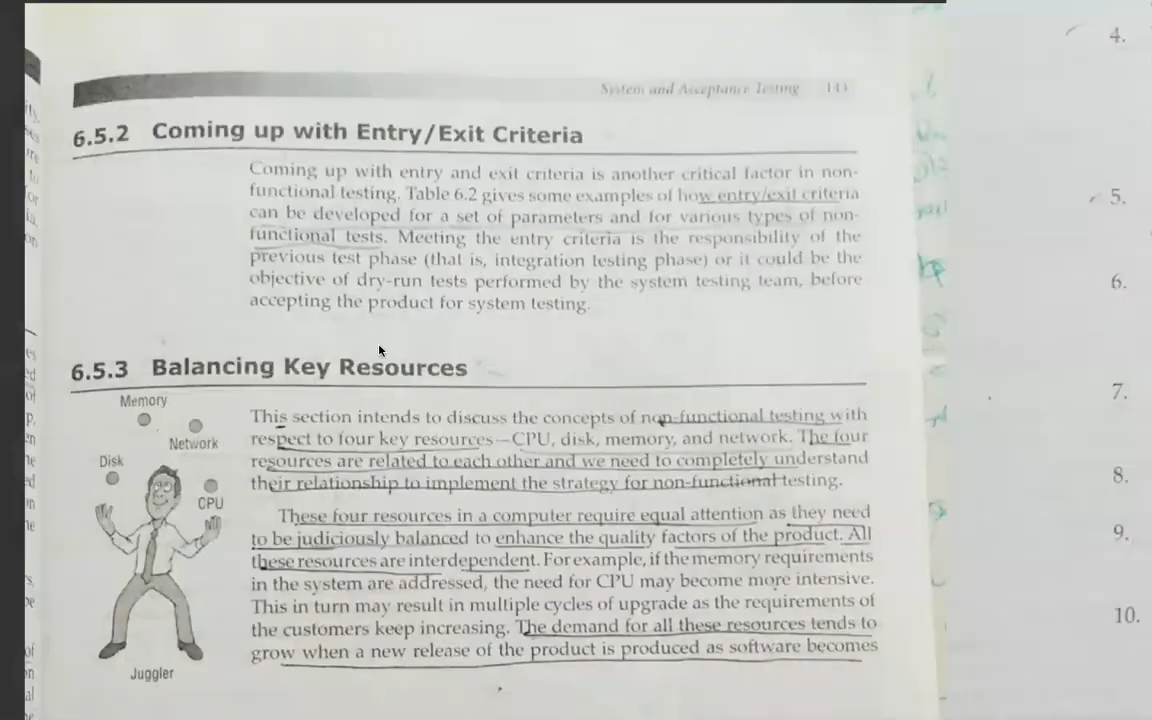 System and Acceptance Testing
6.5.2 Coming up with Entry/Exit Criteria
Coming up with entry and exit criteria is another critical factor in non-
functional testing. Table 6.2 gives some examples of how entry/exit criteria
can be developed for a set of parameters and for various types of non-
functional tests. Meeting the entry criteria is the responsibility of the
previous test phase (that is, integration testing phase) or it could be the
objective of dry-run tests performed by the system testing team, before
accepting the product for system testing.
6.5.3 Balancing Key Resources
Memory
Network
Disk
CPU
Juggler
This section intends to discuss the concepts of non-functional testing with
respect to four key resources—CPU, disk, memory, and network. The four
resources are related to each other and we need to completely understand
their relationship to implement the strategy for non-functional testing.
These four resources in a computer require equal attention as they need
to be judiciously balanced to enhance the quality factors of the product. All
these resources are interdependent. For example, if the memory requirements
in the system are addressed, the need for CPU may become more intensive.
This in turn may result in multiple cycles of upgrade as the requirements of
the customers keep increasing. The demand for all these resources tends to
grow when a new release of the product is produced as software becomes
4.
5.
6.
7.
8.
9.
10.